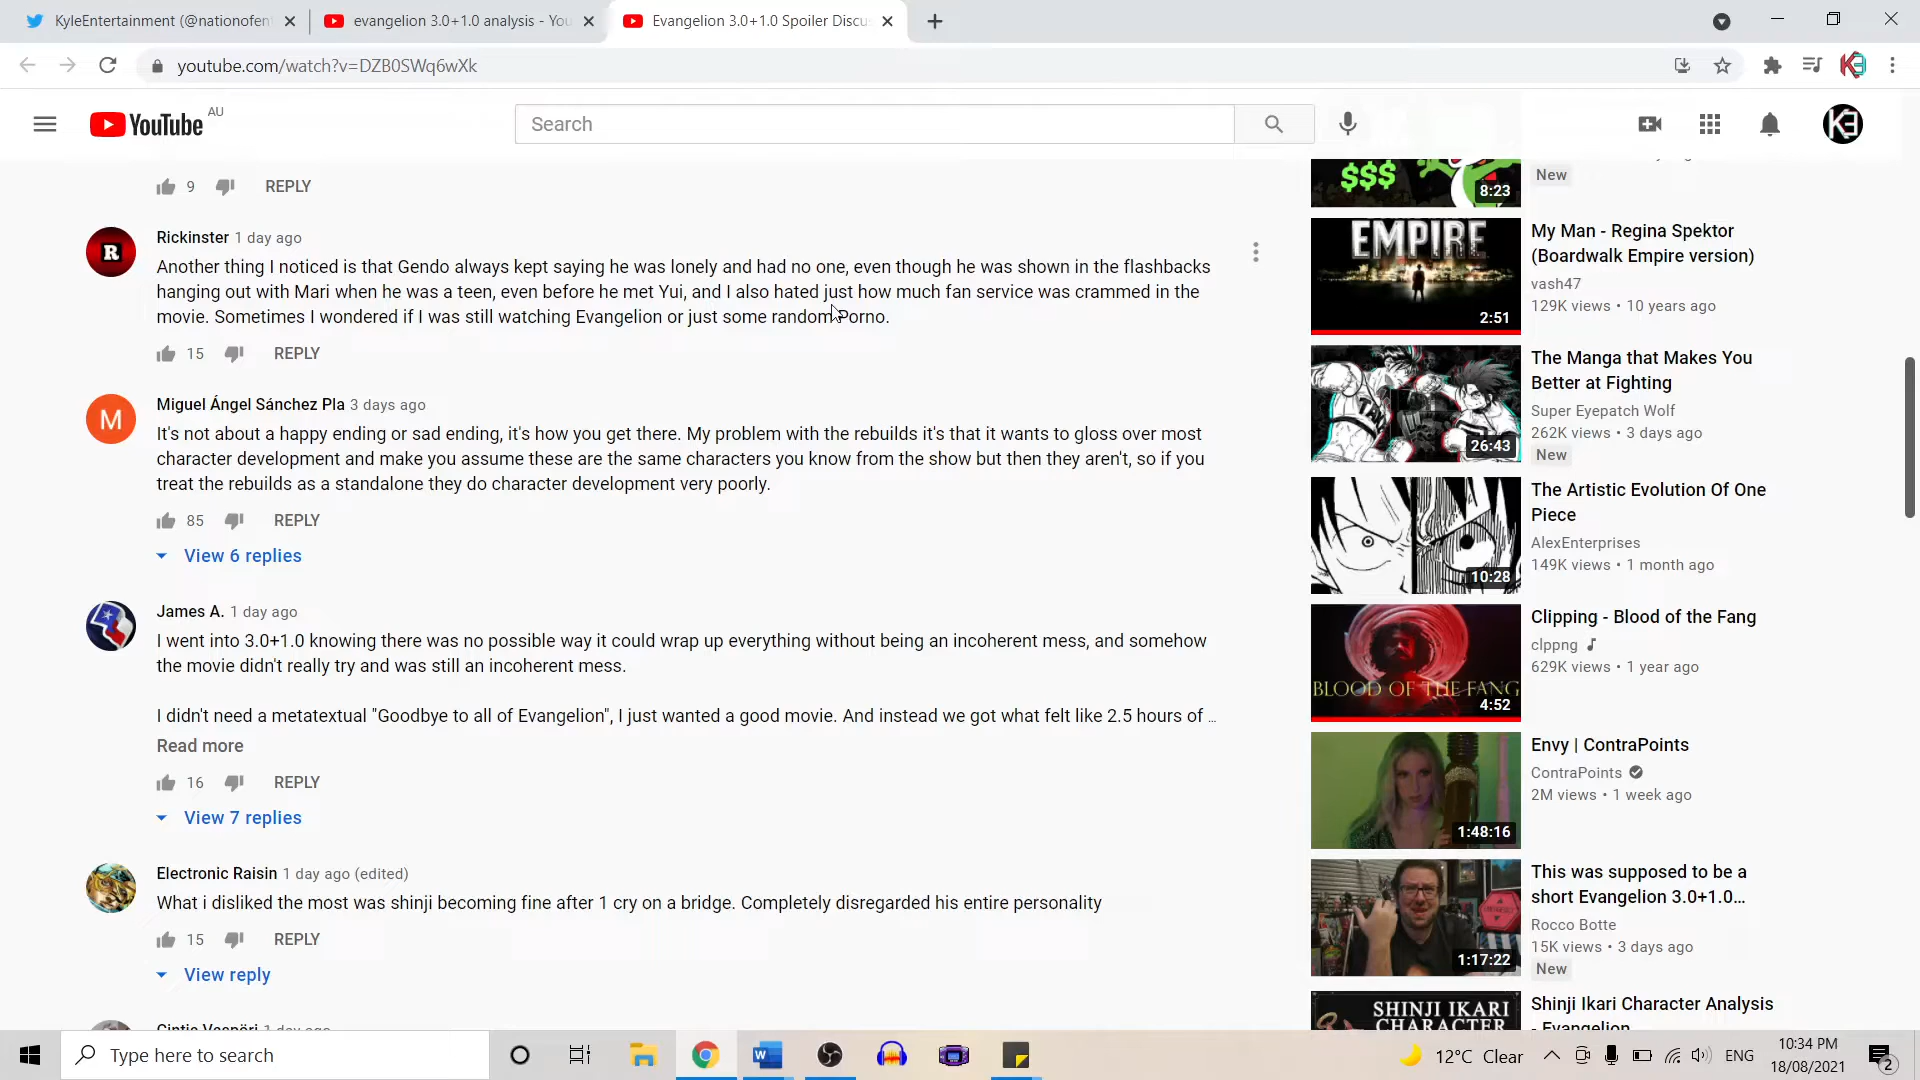 KyleEntertainment (@nationofen
evangelion 3.0+1.0 analysis - You
Evangelion 3.0+1.0 Spoiler Discu
youtube.com/watch?v=DZB0SWq6wXk
YouTube
AU
Search
9
REPLY
Rickinster 1 day ago
Another thing I noticed is that Gendo always kept saying he was lonely and had no one, even though he was shown in the flashbacks
hanging out with Mari when he was a teen, even before he met Yui, and I also hated just how much fan service was crammed in the
movie. Sometimes I wondered if I was still watching Evangelion or just some random Porno.
15
REPLY
M
Miguel Ángel Sánchez Pla 3 days ago
It's not about a happy ending or sad ending, it's how you get there. My problem with the rebuilds it's that it wants to gloss over most
character development and make you assume these are the same characters you know from the show but then they aren't, so if you
treat the rebuilds as a standalone they do character development very poorly.
85
REPLY
View 6 replies
James A. 1 day ago
I went into 3.0+1.0 knowing there was no possible way it could wrap up everything without being an incoherent mess, and somehow
the movie didn't really try and was still an incoherent mess.
I didn't need a metatextual "Goodbye to all of Evangelion", I just wanted a good movie. And instead we got what felt like 2.5 hours of ...
Read more
16
REPLY
View 7 replies
Electronic Raisin 1 day ago (edited)
What i disliked the most was shinji becoming fine after 1 cry on a bridge. Completely disregarded his entire personality
15
REPLY
View reply
$$$
8:23
New
EMPIRE
2:51
My Man - Regina Spektor
(Boardwalk Empire version)
vash47
129K views • 10 years ago
26:43
The Manga that Makes You
Better at Fighting
Super Eyepatch Wolf
262K views • 3 days ago
New
10:28
The Artistic Evolution Of One
Piece
AlexEnterprises
149K views • 1 month ago
BLOOD OF THE FANG
4:52
Clipping - Blood of the Fang
clppng
629K views • 1 year ago
1:48:16
Envy | ContraPoints
ContraPoints
2M views • 1 week ago
1:17:22
This was supposed to be a
short Evangelion 3.0+1.0...
Rocco Botte
15K views • 3 days ago
New
SHINJI IKARI
CHARACTER
Shinji Ikari Character Analysis
- Evangelion
Type here to search
12°C Clear
ENG
10:34 PM
18/08/2021
2